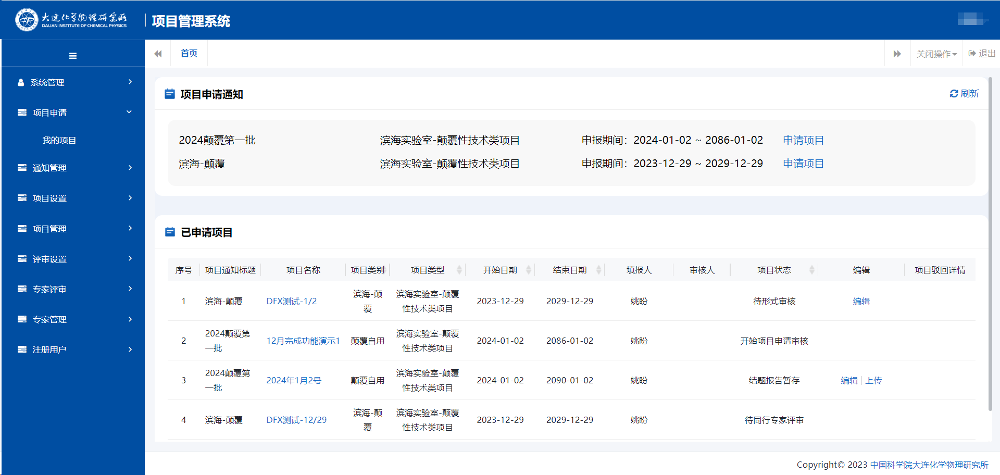 大连化学物理研究所
DALIAN INSTITUTE OF CHEMICAL PHYSICS
项目管理系统
首页
关闭操作
退出
系统管理
项目申请
我的项目
通知管理
项目设置
项目管理
评审设置
专家评审
专家管理
注册用户
项目申请通知
刷新
2024颠覆第一批 滨海实验室-颠覆性技术类项目 申报期间：2024-01-02 ~ 2086-01-02 申请项目
滨海-颠覆 滨海实验室-颠覆性技术类项目 申报期间：2023-12-29 ~ 2029-12-29 申请项目
已申请项目
序号 项目通知标题 项目名称 项目类别 项目类型 开始日期 结束日期 填报人 审核人 项目状态 编辑 项目驳回详情
1 滨海-颠覆 DFX测试-1/2 滨海-颠覆 滨海实验室-颠覆性技术类项目 2023-12-29 2029-12-29 姚盼 待形式审核 编辑
2 2024颠覆第一批 12月完成功能演示1 颠覆自用 滨海实验室-颠覆性技术类项目 2024-01-02 2086-01-02 姚盼 开始项目申请审核
3 2024颠覆第一批 2024年1月2号 颠覆自用 滨海实验室-颠覆性技术类项目 2024-01-02 2090-01-02 姚盼 结题报告暂存 编辑 | 上传
4 滨海-颠覆 DFX测试-12/29 滨海-颠覆 滨海实验室-颠覆性技术类项目 2023-12-29 2029-12-29 姚盼 待同行专家评审
Copyright© 2023 中国科学院大连化学物理研究所